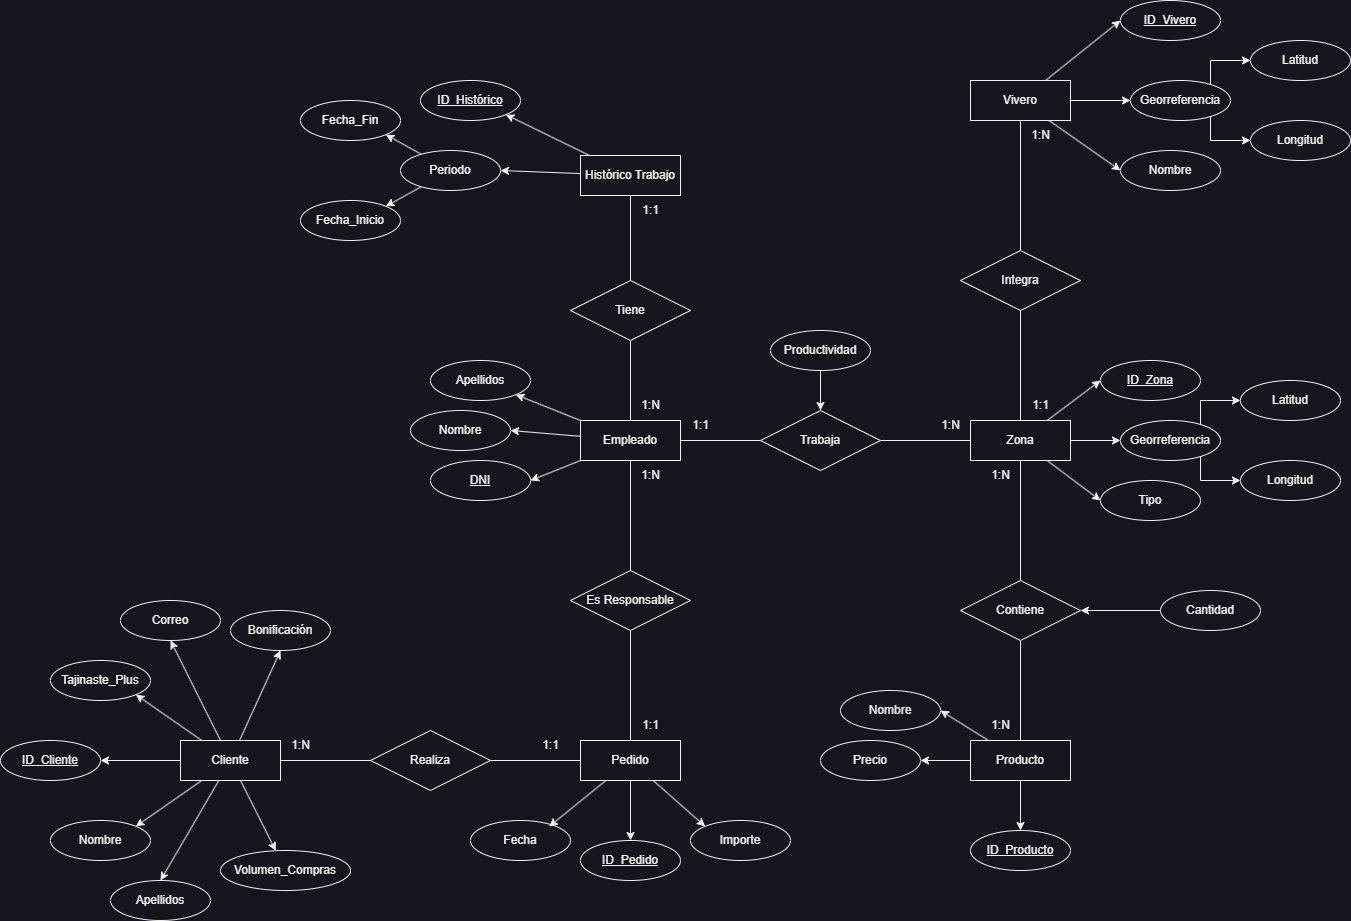 ID_Vivero
Latitud
Vivero
Georreferencia
1:N
Longitud
Nombre
ID_Histórico
Fecha_Fin
Periodo
Histórico Trabajo
Fecha_Inicio
1:1
Integra
Tiene
Productividad
Apellidos
1:N
Nombre
Empleado
1:1
Trabaja
1:N
DNI
1:N
ID_Zona
1:1
Latitud
Zona
Georreferencia
1:N
Longitud
Tipo
Es Responsable
Contiene
Cantidad
Correo
Bonificación
Tajinaste_Plus
ID_Cliente
Cliente
1:N
Realiza
1:1
1:1
Pedido
Nombre
1:N
Precio
Producto
Nombre
Apellidos
Volumen_Compras
Fecha
ID_Pedido
Importe
ID_Producto